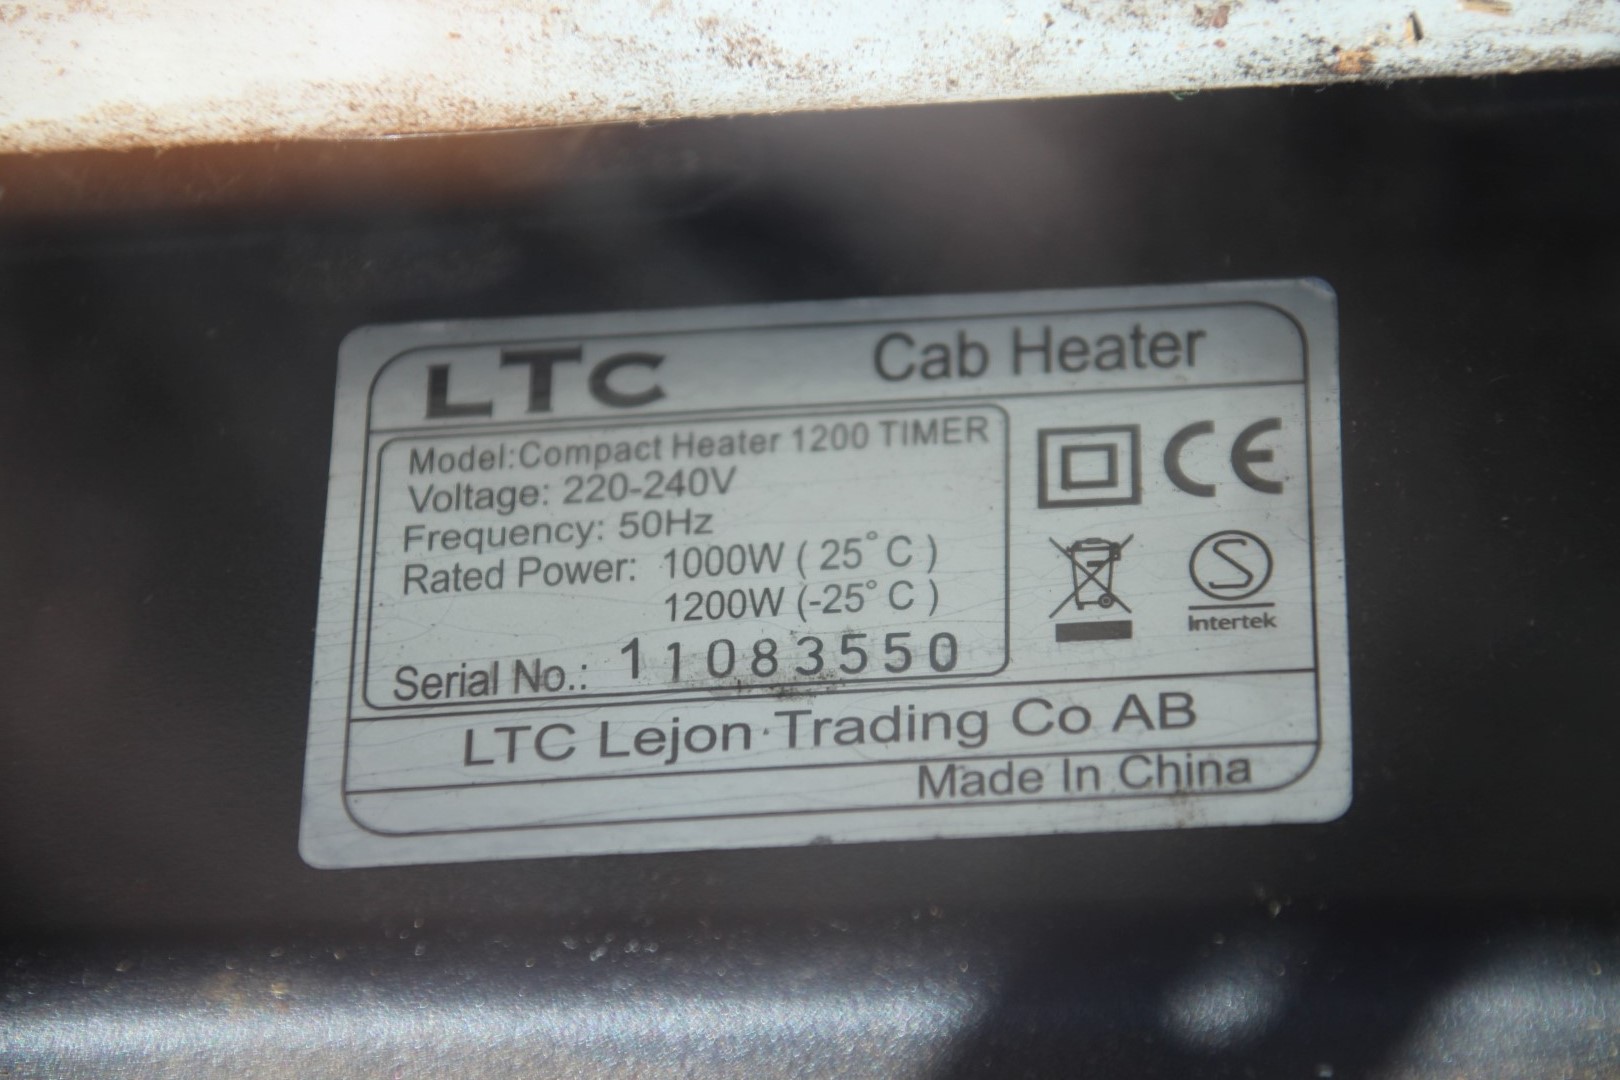 LTC Cab Heater
Model:Compact Heater 1200 TIMER
Voltage: 220-240V
Frequency: 50Hz
Rated Power: 1000W ( 25°C )
1200W (-25°C )
Serial No.: 11083550
CE
S
Intertek
LTC Lejon Trading Co AB
Made In China